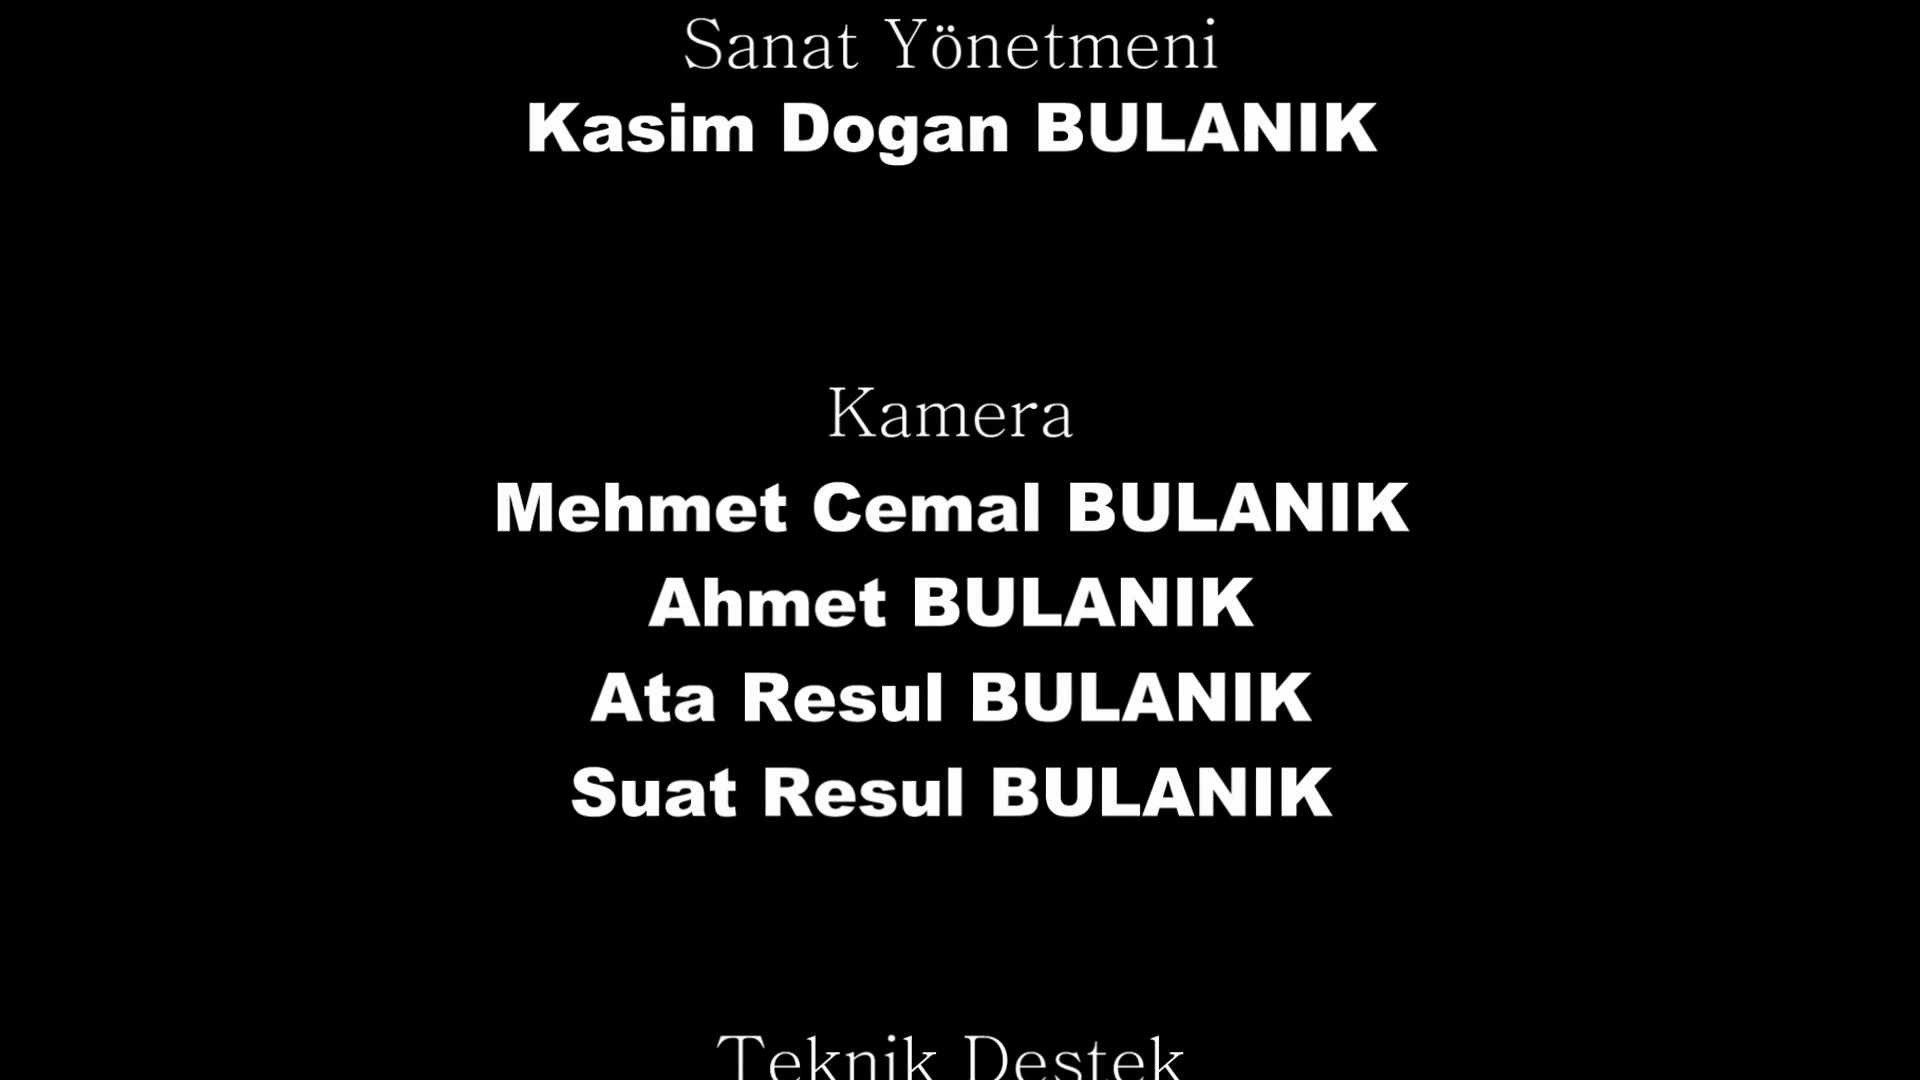 Sanat Yönetmeni
Kasim Dogan BULANIK
Kamera
Mehmet Cemal BULANIK
Ahmet BULANIK
Ata Resul BULANIK
Suat Resul BULANIK
Teknik Destek